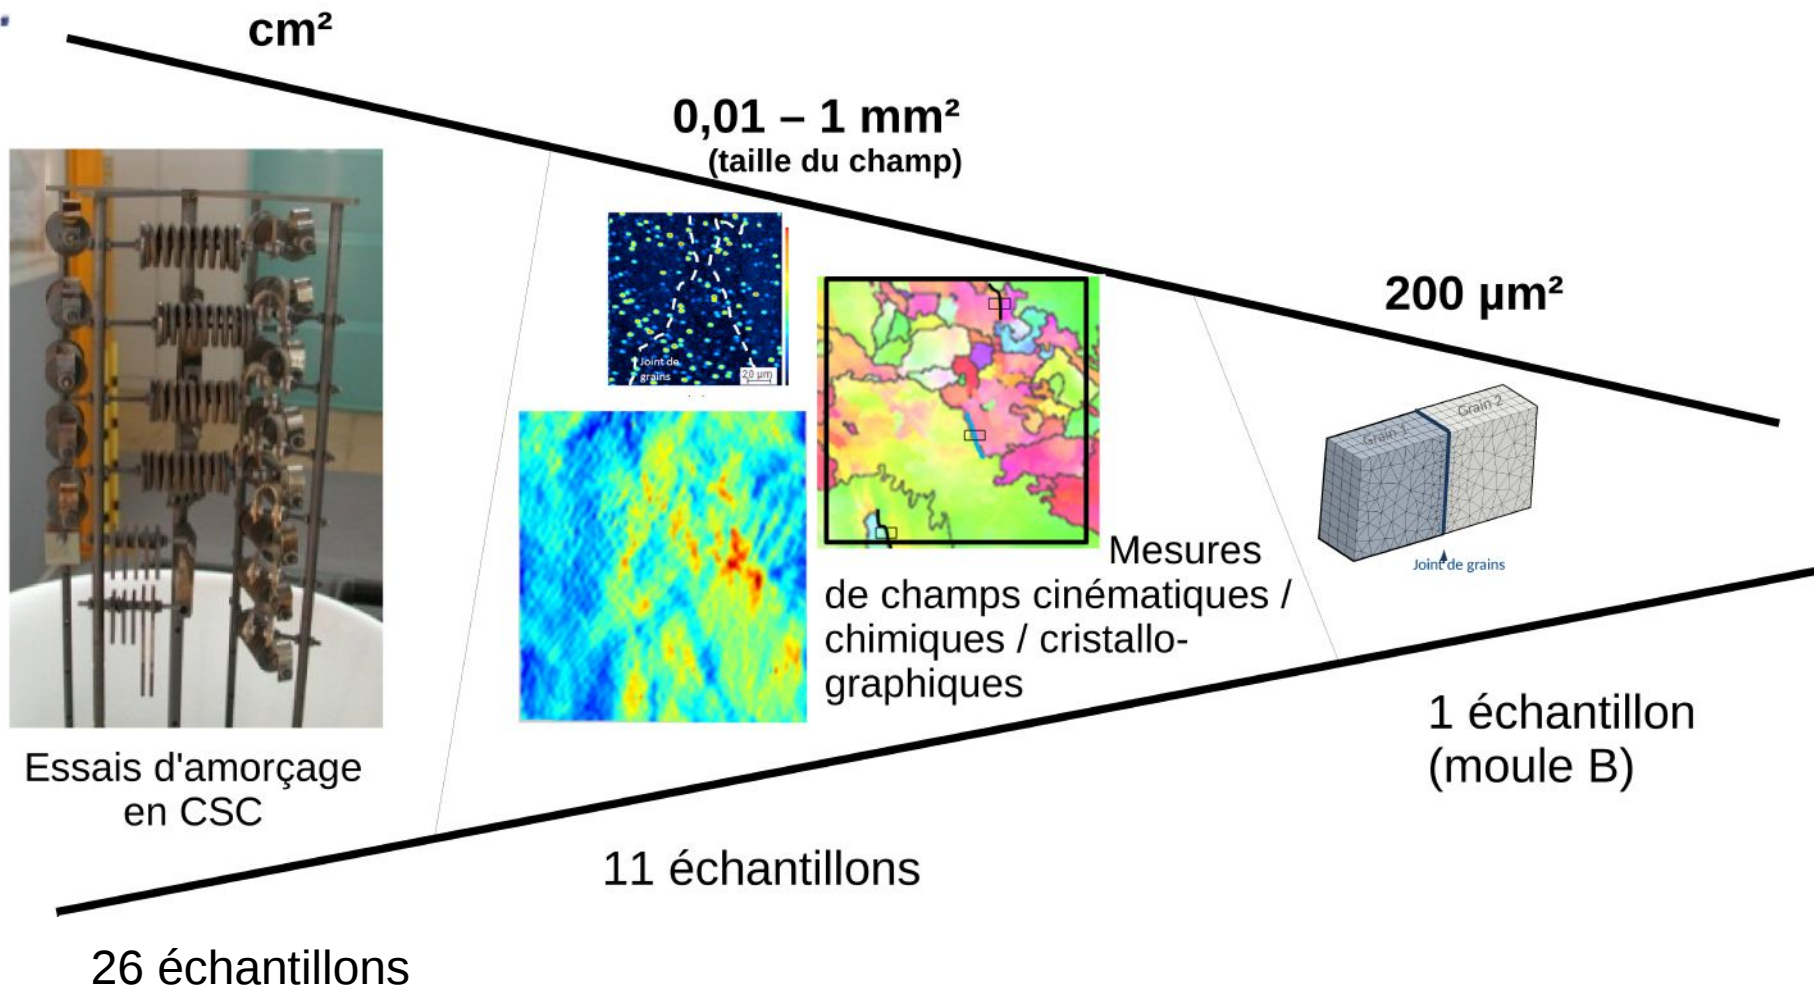 cm²
0,01 – 1 mm²
(taille du champ)
200 µm²
Joint de
grains
20 µm
Grain 1
Grain 2
Joint de grains
Mesures
de champs cinématiques /
chimiques / cristallo-
graphiques
Essais d'amorçage
en CSC
1 échantillon
(moule B)
11 échantillons
26 échantillons